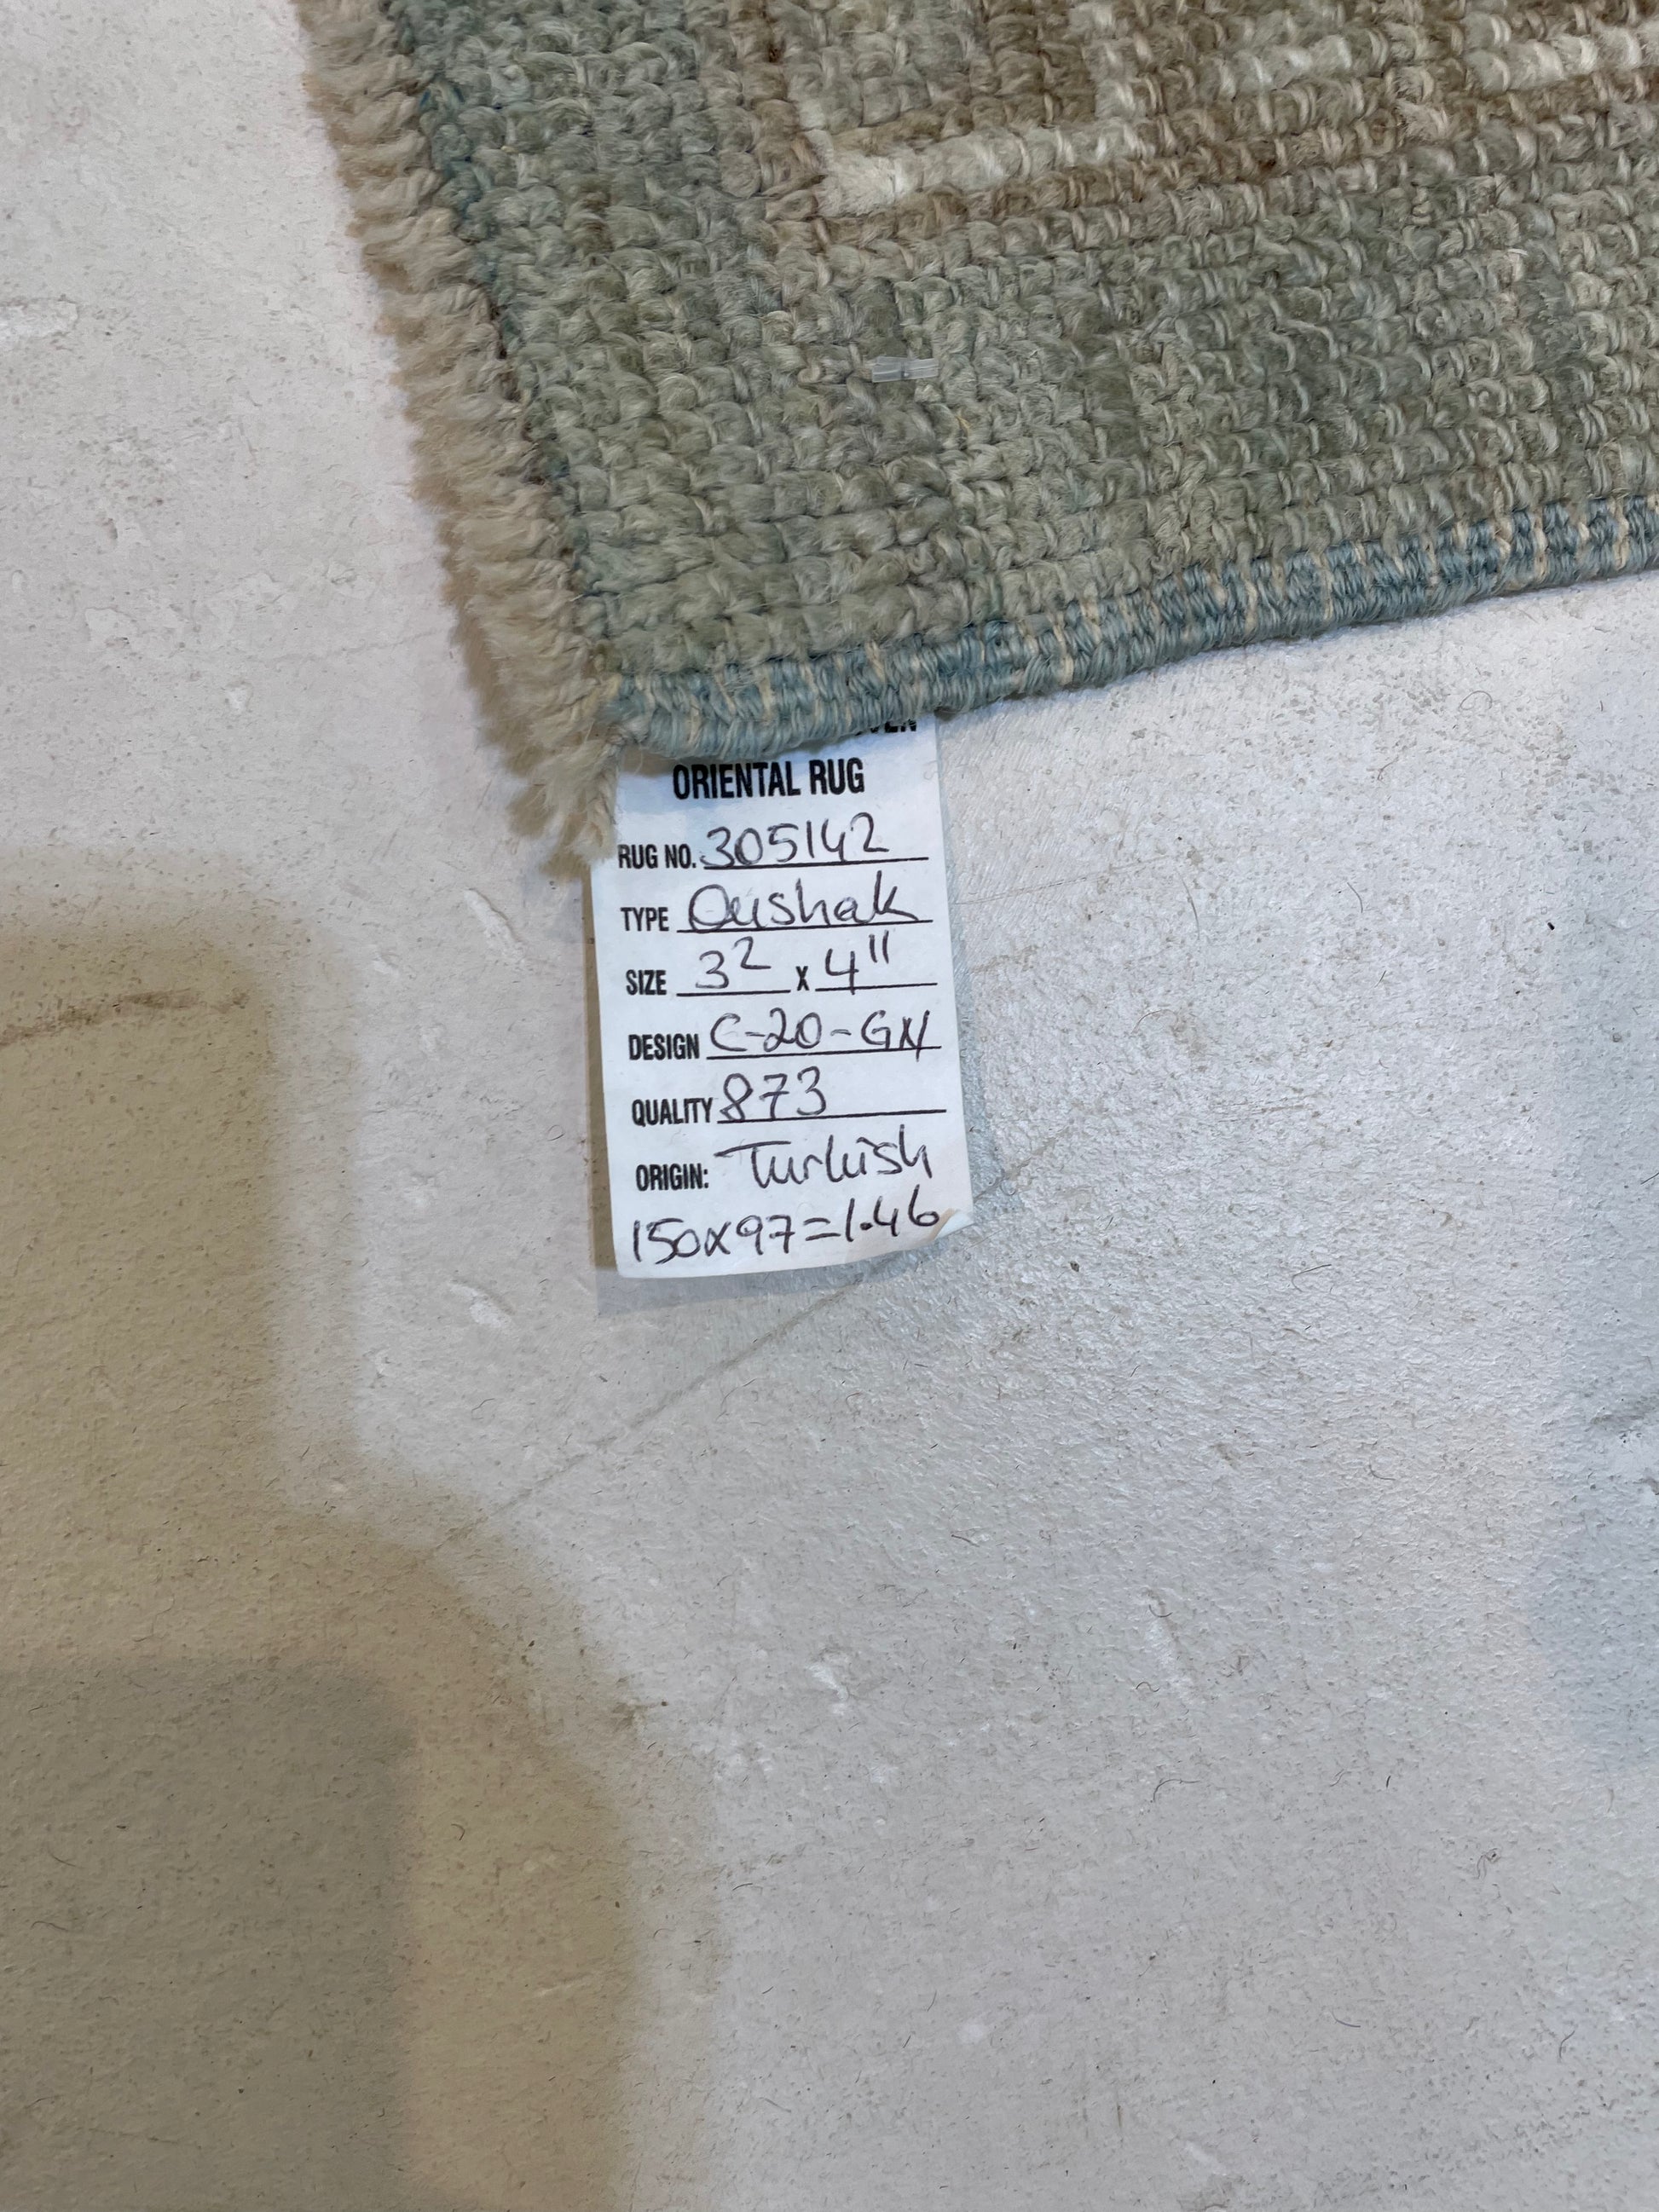 ORIENTAL RUG
RUG NO. 305142
TYPE Oushak
SIZE 3² x 4¹¹
DESIGN C-20-GN
QUALITY 873
ORIGIN: Turkish
150x97=1.46